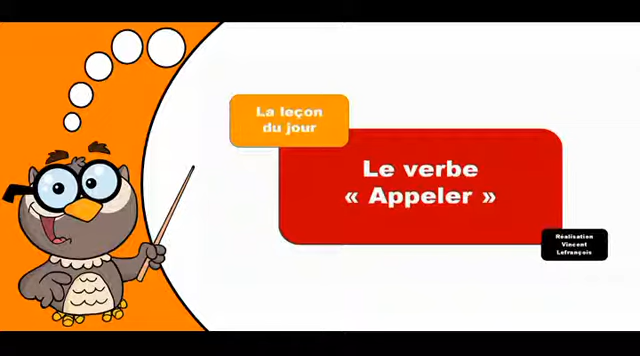 La leçon
du jour
Le verbe
« Appeler »
Réalisation
Vincent
Lefrançois